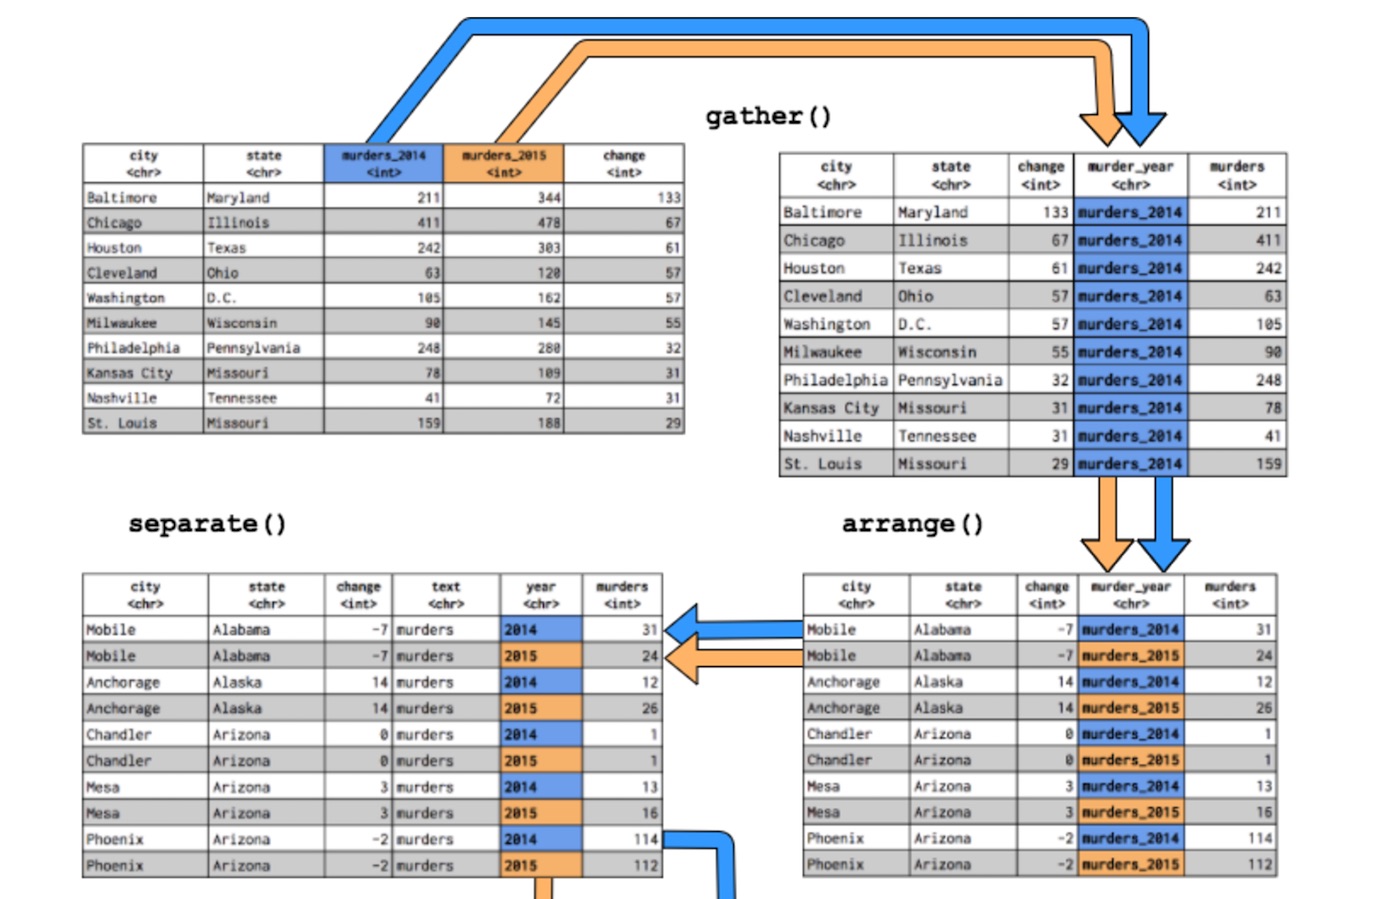 gather()
city state murders_2014 murders_2015 change
<chr> <chr> <int> <int> <int>
Baltimore Maryland 211 344 133
Chicago Illinois 411 478 67
Houston Texas 242 303 61
Cleveland Ohio 63 120 57
Washington D.C. 105 162 57
Milwaukee Wisconsin 90 145 55
Philadelphia Pennsylvania 248 280 32
Kansas City Missouri 78 109 31
Nashville Tennessee 41 72 31
St. Louis Missouri 159 188 29
city state change murder_year murders
<chr> <chr> <int> <chr> <int>
Baltimore Maryland 133 murders_2014 211
Chicago Illinois 67 murders_2014 411
Houston Texas 61 murders_2014 242
Cleveland Ohio 57 murders_2014 63
Washington D.C. 57 murders_2014 105
Milwaukee Wisconsin 55 murders_2014 90
Philadelphia Pennsylvania 32 murders_2014 248
Kansas City Missouri 31 murders_2014 78
Nashville Tennessee 31 murders_2014 41
St. Louis Missouri 29 murders_2014 159
separate()
city state change text year murders
<chr> <chr> <int> <chr> <chr> <int>
Mobile Alabama -7 murders 2014 31
Mobile Alabama -7 murders 2015 24
Anchorage Alaska 14 murders 2014 12
Anchorage Alaska 14 murders 2015 26
Chandler Arizona 0 murders 2014 1
Chandler Arizona 0 murders 2015 1
Mesa Arizona 3 murders 2014 13
Mesa Arizona 3 murders 2015 16
Phoenix Arizona -2 murders 2014 114
Phoenix Arizona -2 murders 2015 112
arrange()
city state change murder_year murders
<chr> <chr> <int> <chr> <int>
Mobile Alabama -7 murders_2014 31
Mobile Alabama -7 murders_2015 24
Anchorage Alaska 14 murders_2014 12
Anchorage Alaska 14 murders_2015 26
Chandler Arizona 0 murders_2014 1
Chandler Arizona 0 murders_2015 1
Mesa Arizona 3 murders_2014 13
Mesa Arizona 3 murders_2015 16
Phoenix Arizona -2 murders_2014 114
Phoenix Arizona -2 murders_2015 112